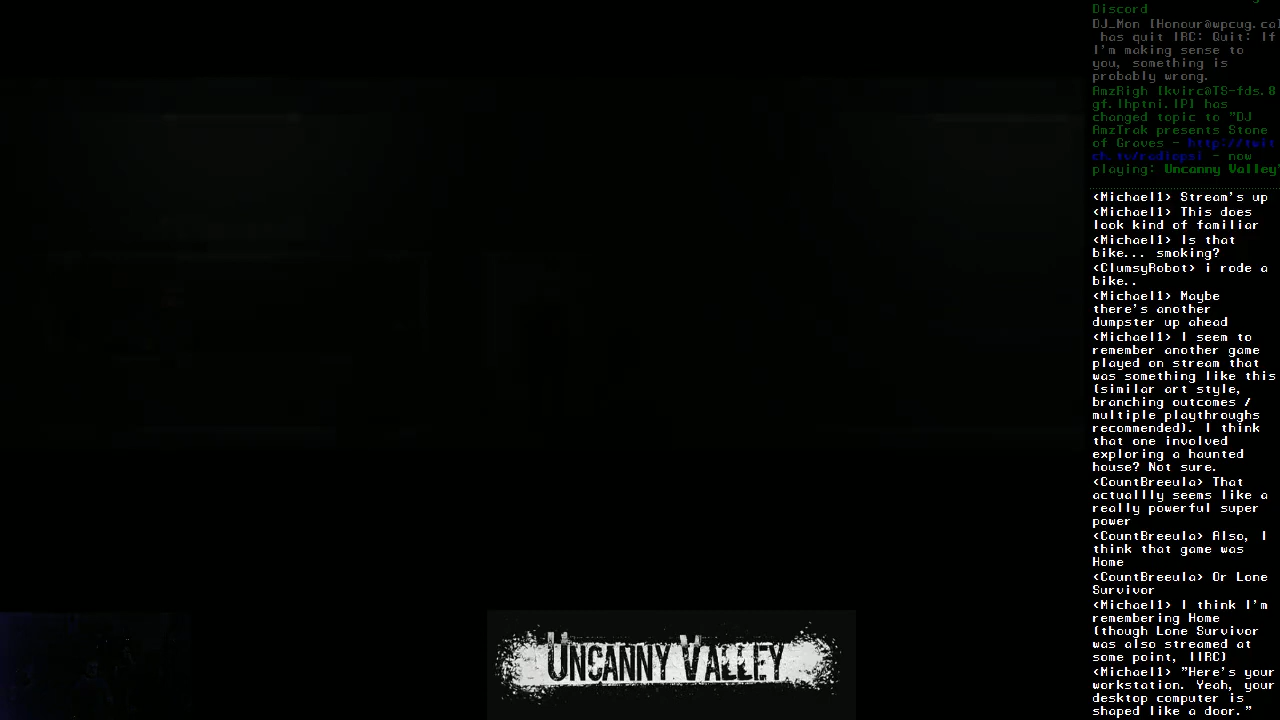 Discord
DJ_Mon [Honour@wpcug.ca]
has quit IRC: Quit: If
I'm making sense to
you, something is
probably wrong.
AmzRigh [kvirc@TS-fds.8
gf.lhptni.IP] has
changed topic to "DJ
AmzTrak presents Stone
of Graves - http://twit
ch.tv/radiopsi - now
playing: Uncanny Valley"
<Michael1> Stream's up
<Michael1> This does
look kind of familiar
<Michael1> Is that
bike... smoking?
<ClumsyRobot> i rode a
bike..
<Michael1> Maybe
there's another
dumpster up ahead
<Michael1> I seem to
remember another game
played on stream that
was something like this
(similar art style,
branching outcomes /
multiple playthroughs
recommended). I think
that one involved
exploring a haunted
house? Not sure.
<CountBreeula> That
actuallly seems like a
really powerful super
power
<CountBreeula> Also, I
think that game was
Home
<CountBreeula> Or Lone
Survivor
<Michael1> I think I'm
remembering Home
(though Lone Survivor
was also streamed at
some point, IIRC)
<Michael1> "Here's your
workstation. Yeah, your
desktop computer is
shaped like a door."
UNCANNY VALLEY